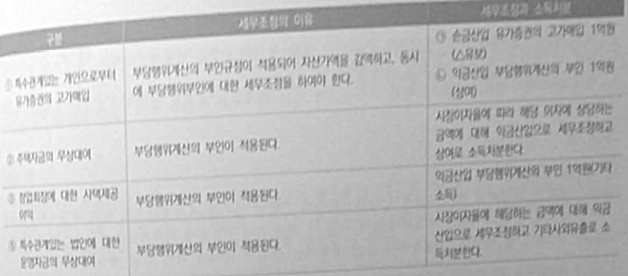 구분
세무조정의 이유
세무조정과 소득처분
① 특수관계있는 개인으로부터
유가증권의 고가매입
부당행위계산의 부인규정이 적용되어 자산가액을 감액하고, 동시
에 부당행위부인에 대한 세무조정을 하여야 한다.
㉠ 손금산입 유가증권의 고가매입 1억원
(△유보)
㉡ 익금산입 부당행위계산의 부인 1억원
(상여)
② 주택자금의 무상대여
부당행위계산의 부인이 적용된다.
시장이자율에 따라 해당 이자에 상당하는
금액에 대해 익금산입으로 세무조정하고
상여로 소득처분한다.
③ 창업회장에 대한 사택제공
이익
부당행위계산의 부인이 적용된다
익금산입 부당행위계산의 부인 1억원(기타
소득)
특수관계있는 법인에 대한
운영자금의 무상대여
부당행위계산의 부인이 적용된다.
시장이자율에 해당하는 금액에 대해 익금
산입으로 세무조정하고 기타사외유출로 소
득처분한다.